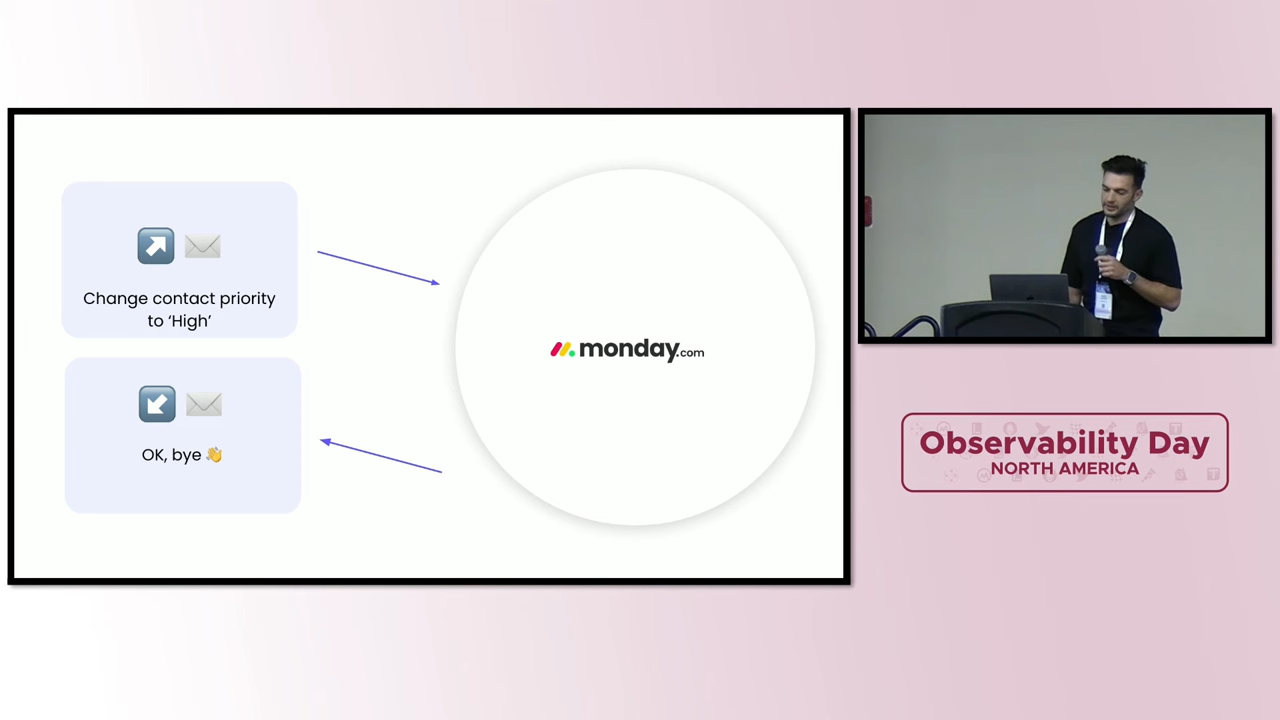 Change contact priority
to ‘High’
OK, bye 👋
monday.com
Observability Day
NORTH AMERICA